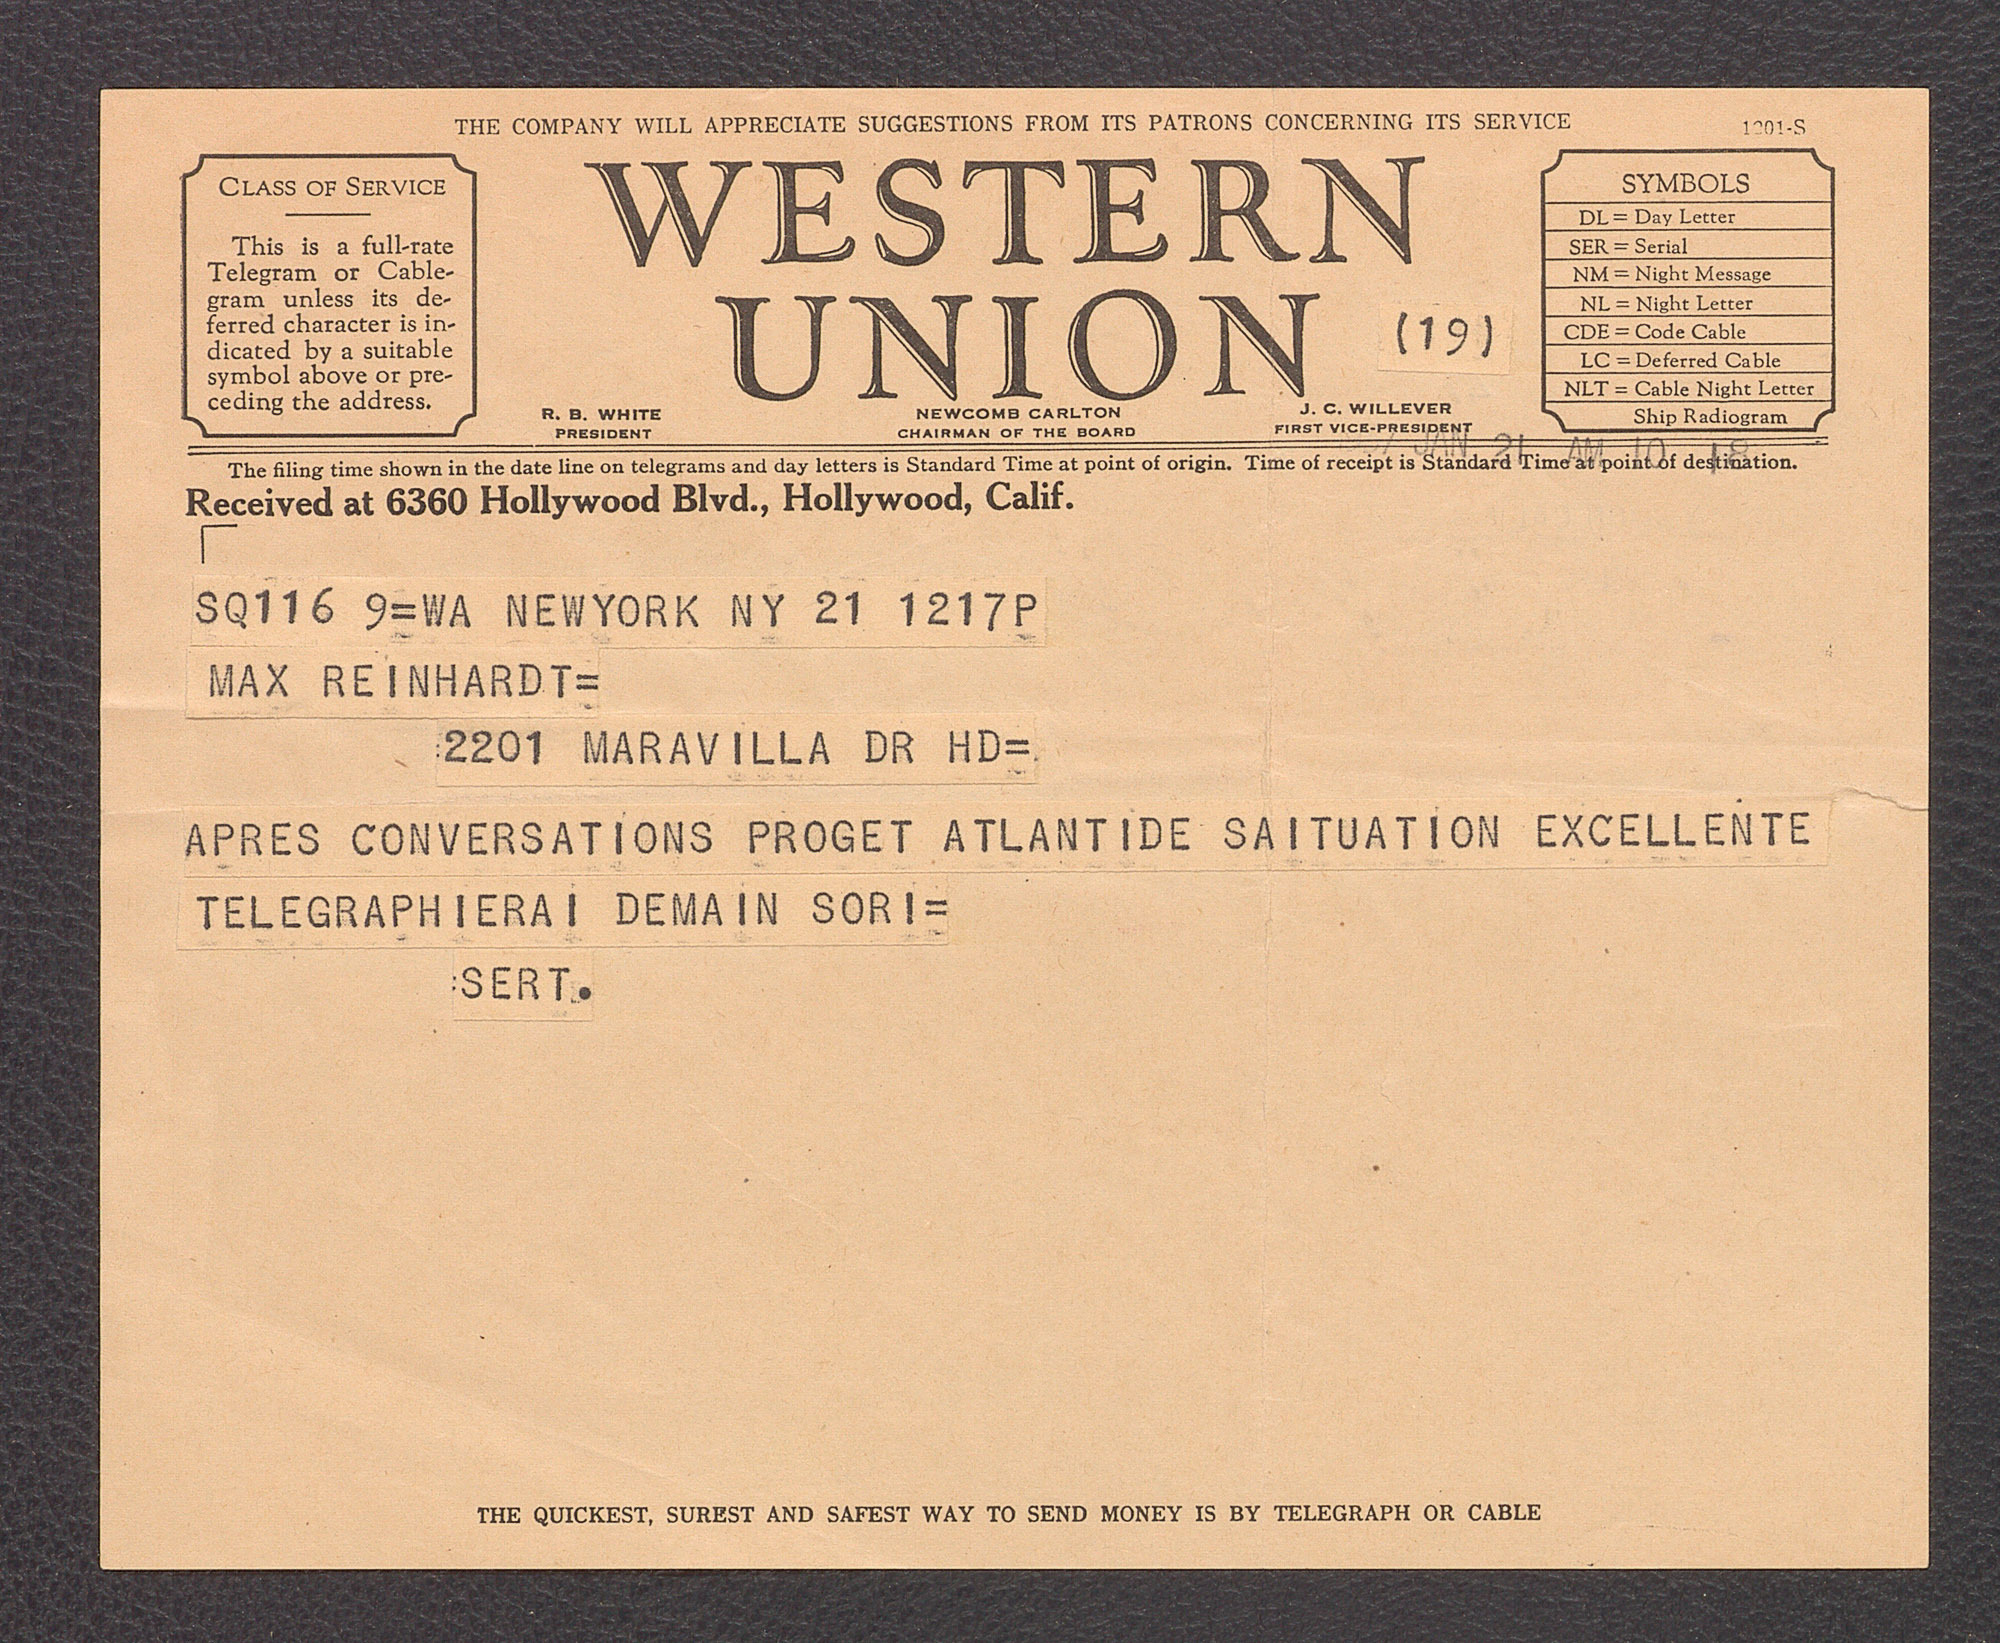 THE COMPANY WILL APPRECIATE SUGGESTIONS FROM ITS PATRONS CONCERNING ITS SERVICE
1201-S
CLASS OF SERVICE
This is a full-rate
Telegram or Cable-
gram unless its de-
ferred character is in-
dicated by a suitable
symbol above or pre-
ceding the address.
WESTERN
UNION
(19)
R. B. WHITE
PRESIDENT
NEWCOMB CARLTON
CHAIRMAN OF THE BOARD
J. C. WILLEVER
FIRST VICE-PRESIDENT
SYMBOLS
DL = Day Letter
SER = Serial
NM = Night Message
NL = Night Letter
CDE = Code Cable
LC = Deferred Cable
NLT = Cable Night Letter
Ship Radiogram
JAN 21 AM 10 18
The filing time shown in the date line on telegrams and day letters is Standard Time at point of origin. Time of receipt is Standard Time at point of destination.
Received at 6360 Hollywood Blvd., Hollywood, Calif.
SQ116 9=WA NEWYORK NY 21 1217P
MAX REINHARDT=
:2201 MARAVILLA DR HD=
APRES CONVERSATIONS PROGET ATLANTIDE SAITUATION EXCELLENTE
TELEGRAPHIERAI DEMAIN SORI=
:SERT.
THE QUICKEST, SUREST AND SAFEST WAY TO SEND MONEY IS BY TELEGRAPH OR CABLE